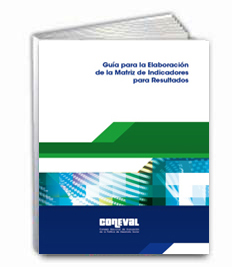 Guía para la Elaboración
de la Matriz de Indicadores
para Resultados
CONEVAL